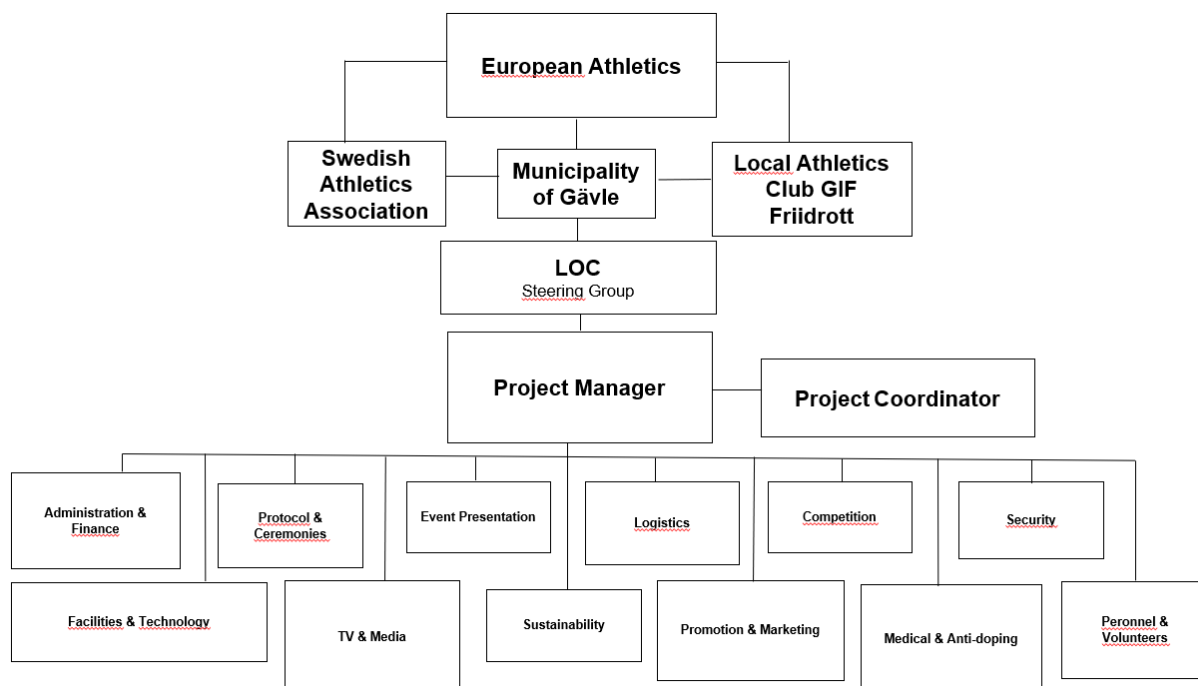 European Athletics
Swedish
Athletics
Association
Municipality
of Gävle
Local Athletics
Club GIF
Friidrott
LOC
Steering Group
Project Manager
Project Coordinator
Administration &
Finance
Protocol &
Ceremonies
Event Presentation
Logistics
Competition
Security
Facilities & Technology
TV & Media
Sustainability
Promotion & Marketing
Medical & Anti-doping
Peronnel &
Volunteers